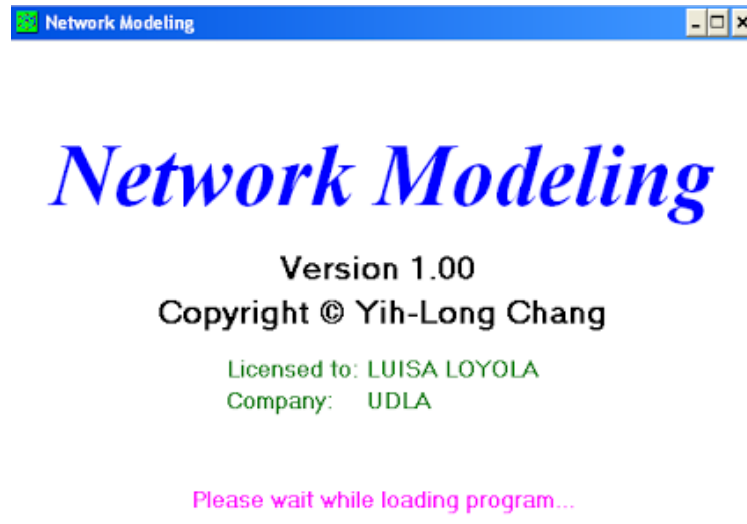 Network Modeling
Network Modeling
Version 1.00
Copyright © Yih-Long Chang
Licensed to: LUISA LOYOLA
Company: UDLA
Please wait while loading program...